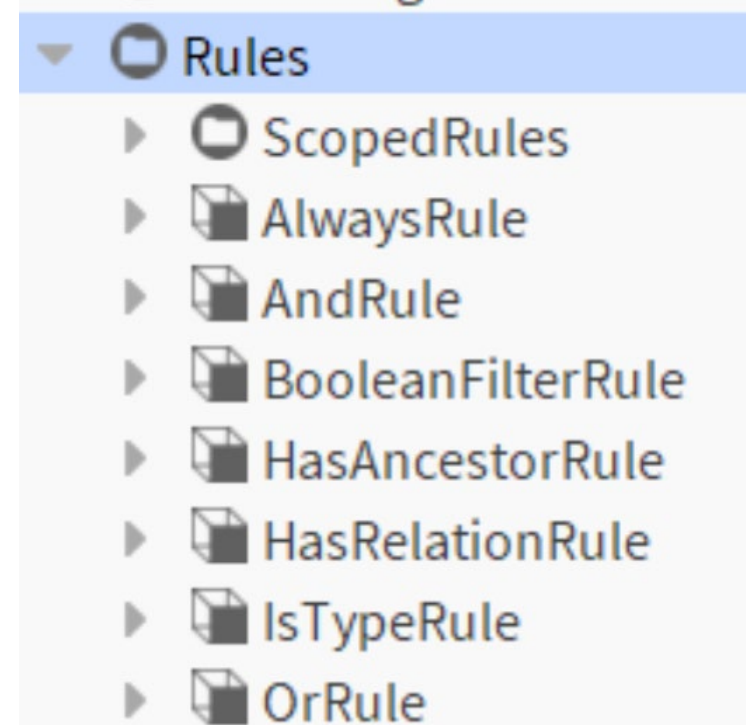 Rules
ScopedRules
AlwaysRule
AndRule
BooleanFilterRule
HasAncestorRule
HasRelationRule
IsTypeRule
OrRule